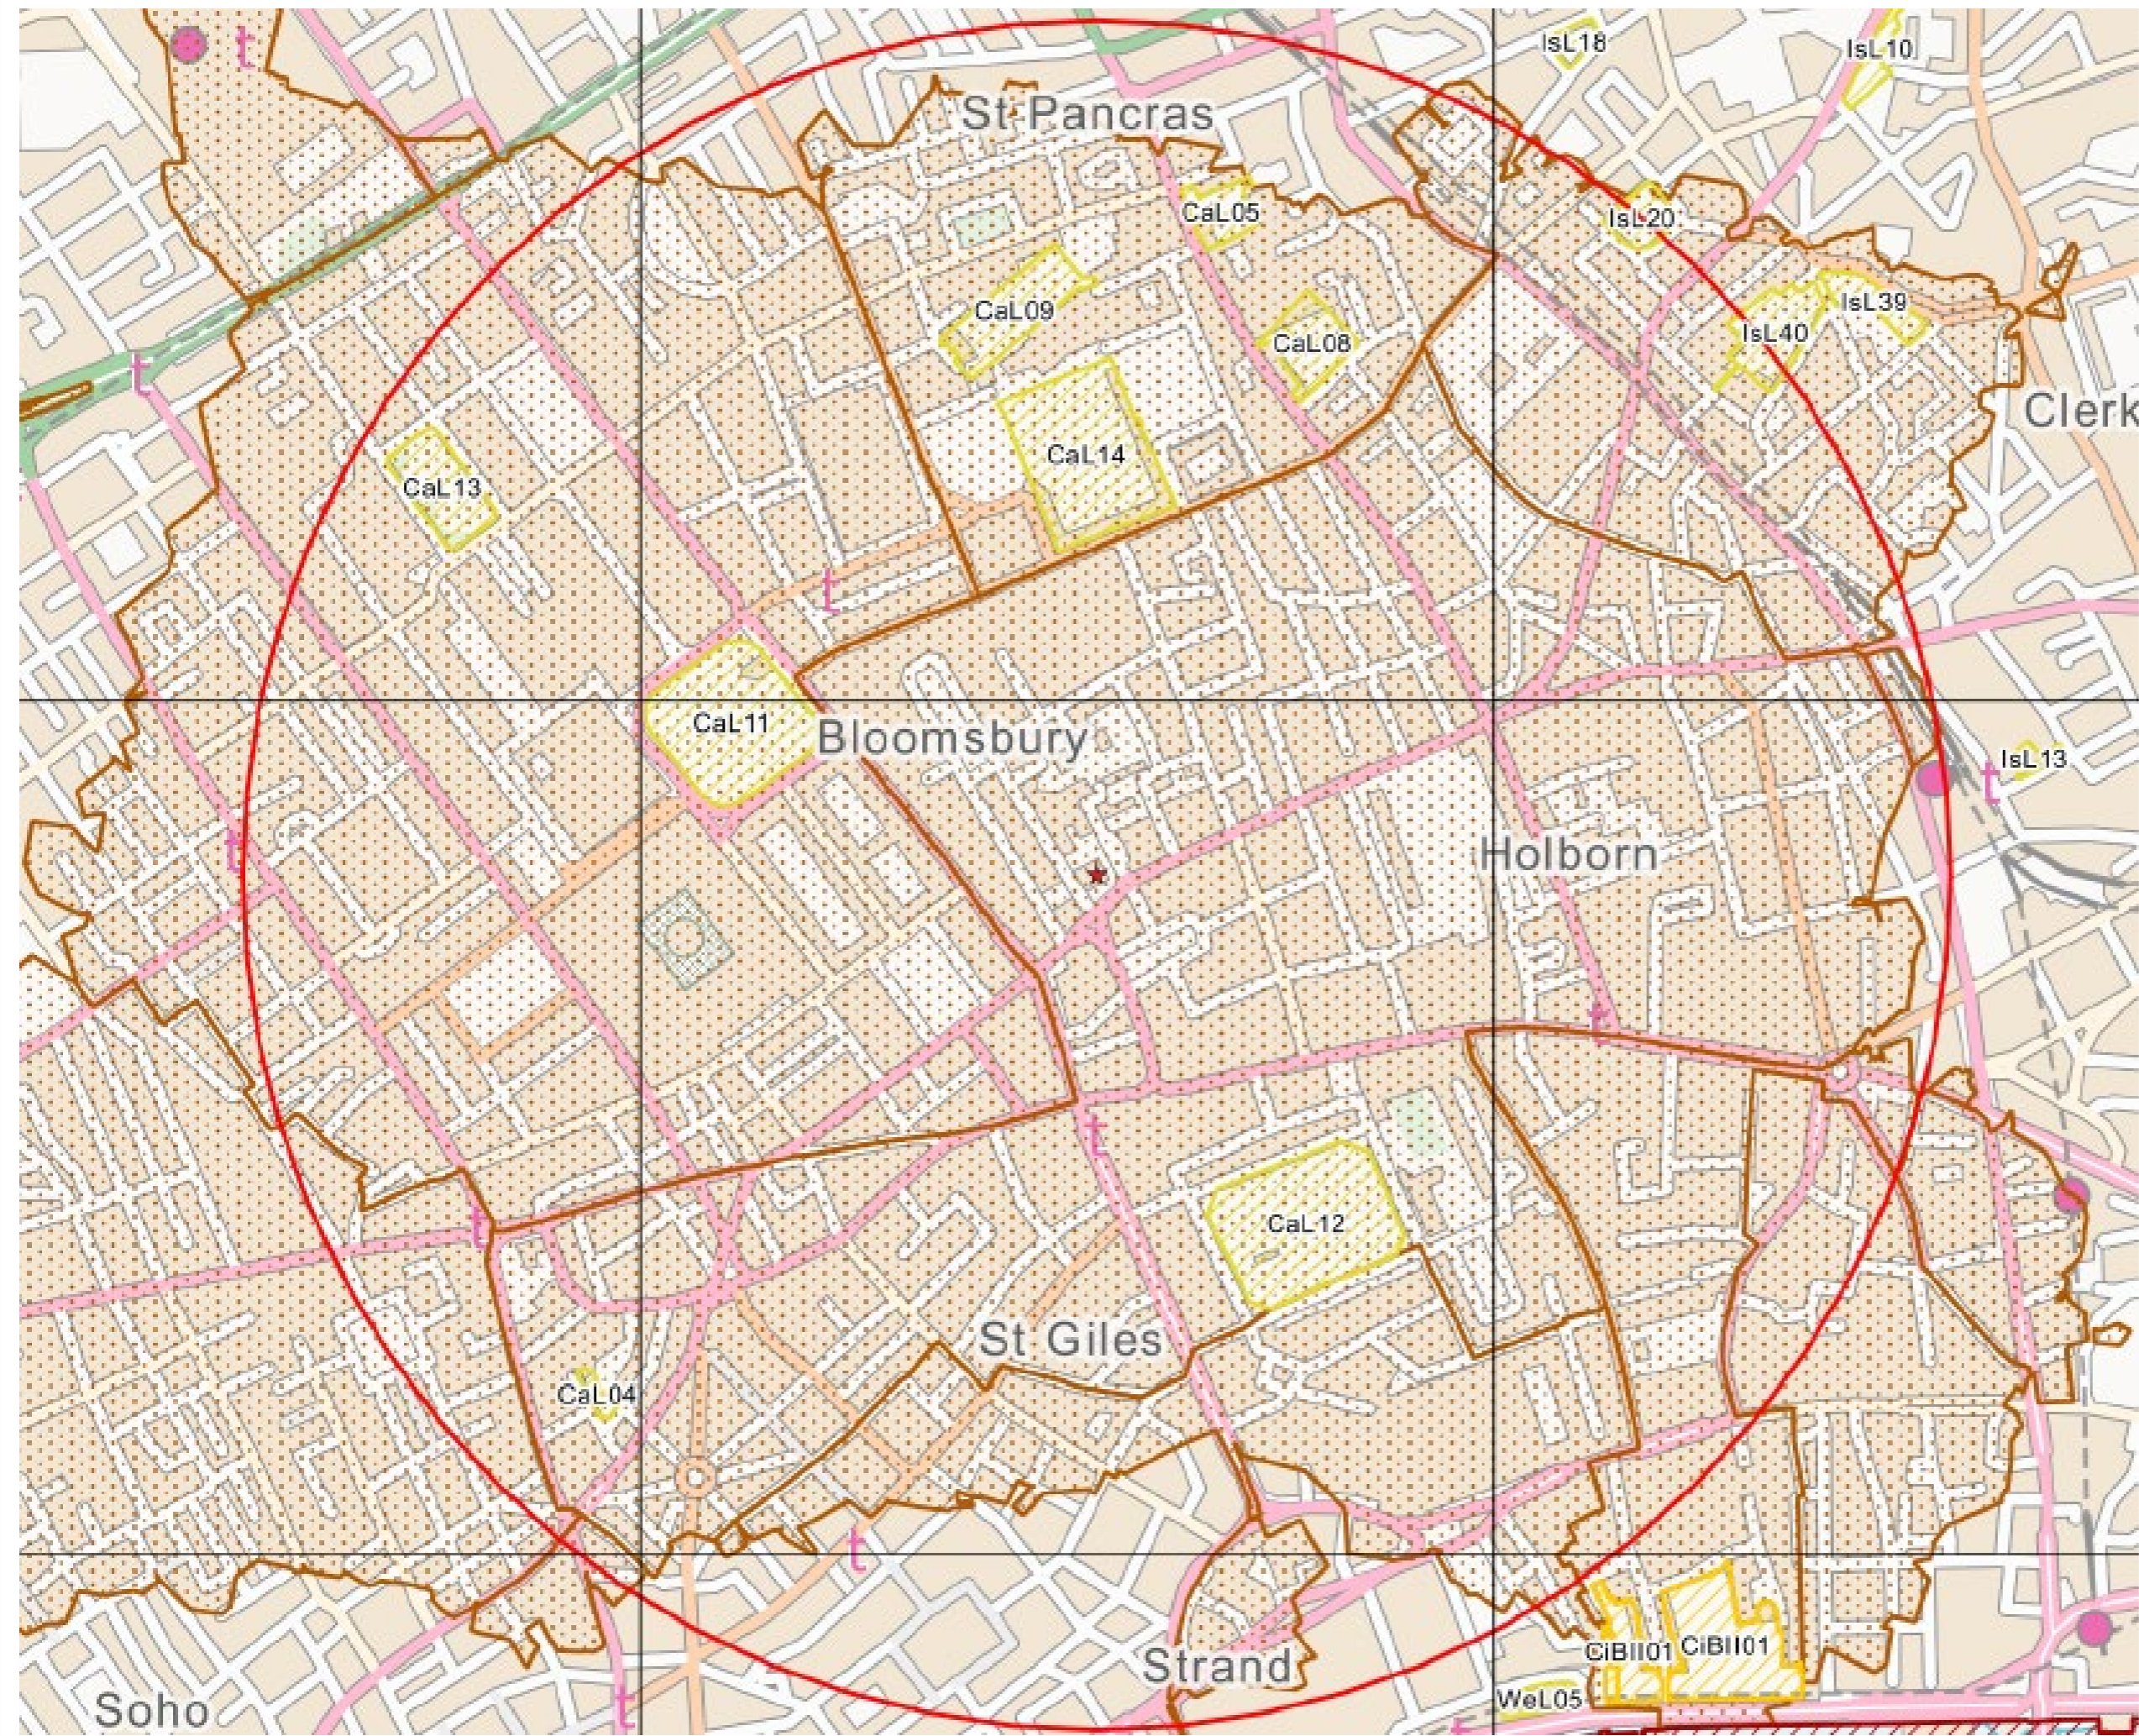 IsL18
IsL10
t
St Pancras
CaL05
IsL20
CaL09
IsL39
IsL40
CaL08
t
Clerk
CaL14
CaL13
t
CaL11
Bloomsbury
IsL13
t
t
Holborn
t
t
CaL12
t
St Giles
CaL04
t
CiBII01
CiBII01
Strand
WeL05
Soho
t
t